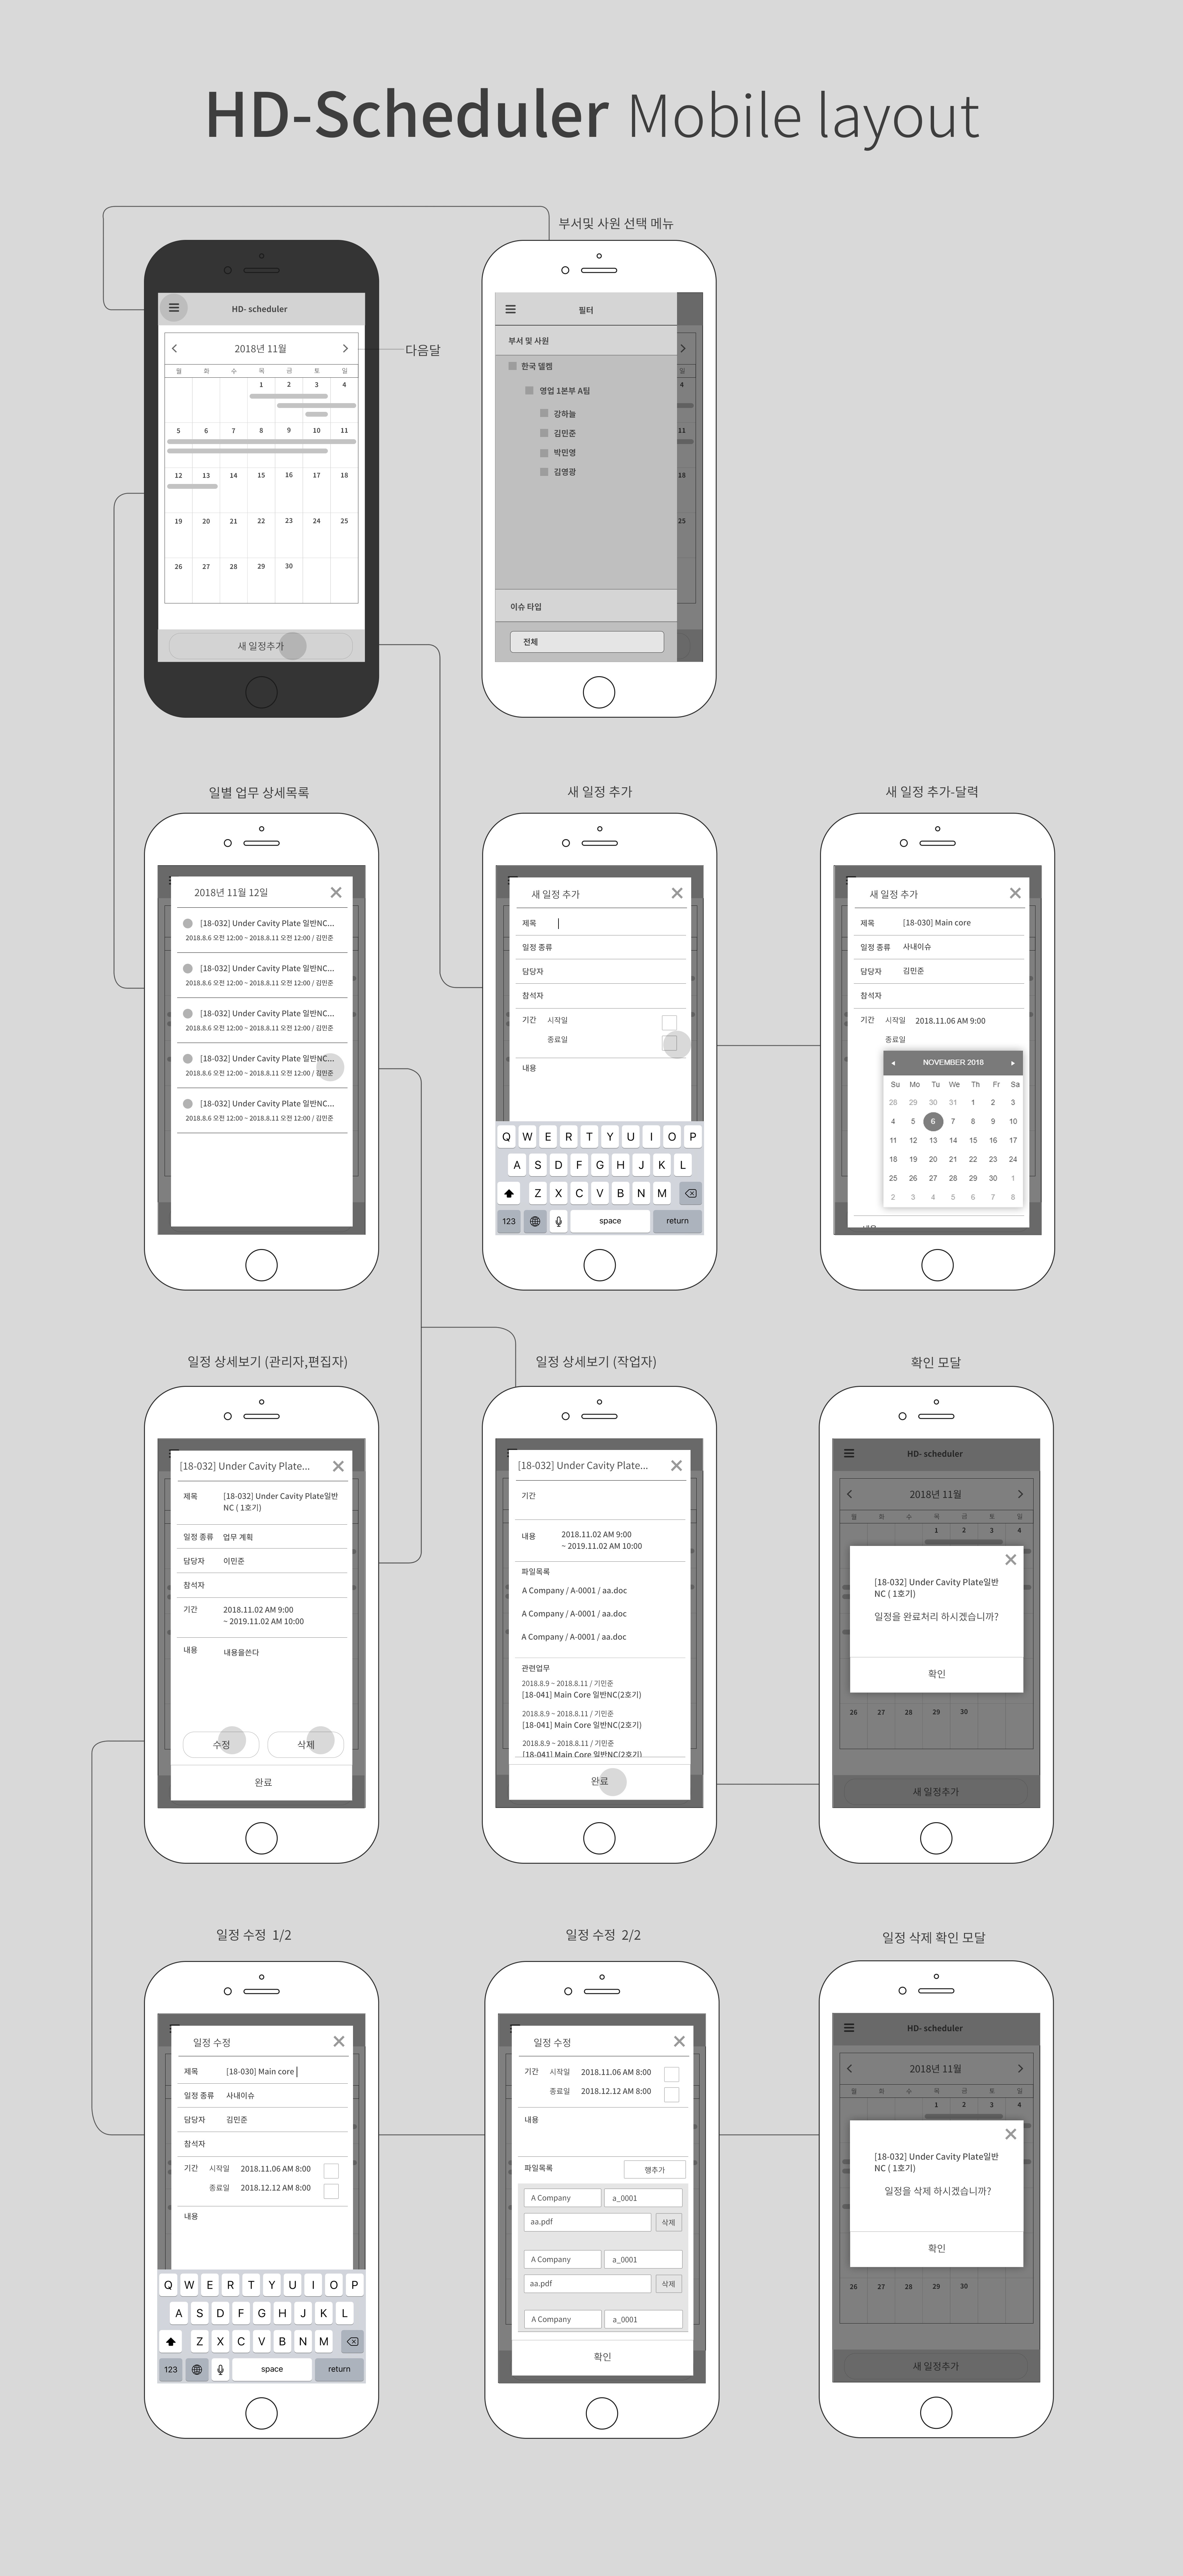 HD-Scheduler Mobile layout
부서및 사원 선택 메뉴
HD- scheduler
2018년 11월
다음달
월 화 수 목 금 토 일
1 2 3 4
5 6 7 8 9 10 11
12 13 14 15 16 17 18
19 20 21 22 23 24 25
26 27 28 29 30
새 일정추가
필터
부서 및 사원
한국 델켐
영업 1본부 A팀
강하늘
김민준
박민영
김영광
이슈 타입
전체
일
4
11
18
25
일별 업무 상세목록
2018년 11월 12일
[18-032] Under Cavity Plate 일반NC...
2018.8.6 오전 12:00 ~ 2018.8.11 오전 12:00 / 김민준
[18-032] Under Cavity Plate 일반NC...
2018.8.6 오전 12:00 ~ 2018.8.11 오전 12:00 / 김민준
[18-032] Under Cavity Plate 일반NC...
2018.8.6 오전 12:00 ~ 2018.8.11 오전 12:00 / 김민준
[18-032] Under Cavity Plate 일반NC...
2018.8.6 오전 12:00 ~ 2018.8.11 오전 12:00 / 김민준
[18-032] Under Cavity Plate 일반NC...
2018.8.6 오전 12:00 ~ 2018.8.11 오전 12:00 / 김민준
새 일정 추가
새 일정 추가
제목
일정 종류
담당자
참석자
기간 시작일
종료일
내용
Q W E R T Y U I O P
A S D F G H J K L
Z X C V B N M
123 space return
새 일정 추가-달력
새 일정 추가
제목 [18-030] Main core
일정 종류 사내이슈
담당자 김민준
참석자
기간 시작일 2018.11.06 AM 9:00
종료일
NOVEMBER 2018
Su Mo Tu We Th Fr Sa
28 29 30 31 1 2 3
4 5 6 7 8 9 10
11 12 13 14 15 16 17
18 19 20 21 22 23 24
25 26 27 28 29 30 1
2 3 4 5 6 7 8
내용
일정 상세보기 (관리자,편집자)
[18-032] Under Cavity Plate...
제목 [18-032] Under Cavity Plate일반
NC ( 1호기)
일정 종류 업무 계획
담당자 이민준
참석자
기간 2018.11.02 AM 9:00
~ 2019.11.02 AM 10:00
내용 내용을쓴다
수정 삭제
완료
일정 상세보기 (작업자)
[18-032] Under Cavity Plate...
기간
내용 2018.11.02 AM 9:00
~ 2019.11.02 AM 10:00
파일목록
A Company / A-0001 / aa.doc
A Company / A-0001 / aa.doc
A Company / A-0001 / aa.doc
관련업무
2018.8.9 ~ 2018.8.11 / 기민준
[18-041] Main Core 일반NC(2호기)
2018.8.9 ~ 2018.8.11 / 기민준
[18-041] Main Core 일반NC(2호기)
2018.8.9 ~ 2018.8.11 / 기민준
[18-041] Main Core 일반NC(2호기)
완료
확인 모달
HD- scheduler
2018년 11월
월 화 수 목 금 토 일
1 2 3 4
[18-032] Under Cavity Plate일반
NC ( 1호기)
일정을 완료처리 하시겠습니까?
확인
26 27 28 29 30
새 일정추가
일정 수정 1/2
일정 수정
제목 [18-030] Main core
일정 종류 사내이슈
담당자 김민준
참석자
기간 시작일 2018.11.06 AM 8:00
종료일 2018.12.12 AM 8:00
내용
Q W E R T Y U I O P
A S D F G H J K L
Z X C V B N M
123 space return
일정 수정 2/2
일정 수정
기간 시작일 2018.11.06 AM 8:00
종료일 2018.12.12 AM 8:00
내용
파일목록 행추가
A Company a_0001
aa.pdf 삭제
A Company a_0001
aa.pdf 삭제
A Company a_0001
확인
일정 삭제 확인 모달
HD- scheduler
2018년 11월
월 화 수 목 금 토 일
1 2 3 4
[18-032] Under Cavity Plate일반
NC ( 1호기)
일정을 삭제 하시겠습니까?
확인
26 27 28 29 30
새 일정추가